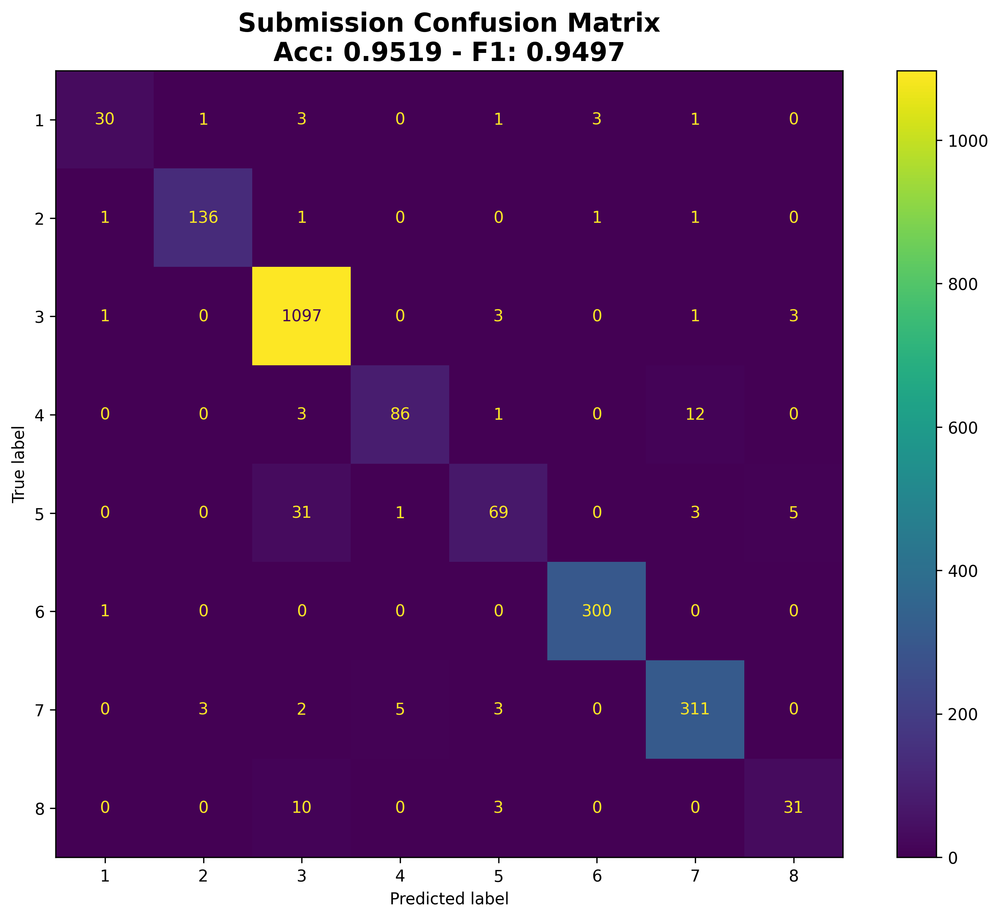 Submission Confusion Matrix
Acc: 0.9519 - F1: 0.9497
1 30 1 3 0 1 3 1 0
2 1 136 1 0 0 1 1 0
3 1 0 1097 0 3 0 1 3
4 0 0 3 86 1 0 12 0
5 0 0 31 1 69 0 3 5
6 1 0 0 0 0 300 0 0
7 0 3 2 5 3 0 311 0
8 0 0 10 0 3 0 0 31
1 2 3 4 5 6 7 8
Predicted label
True label
1000
800
600
400
200
0